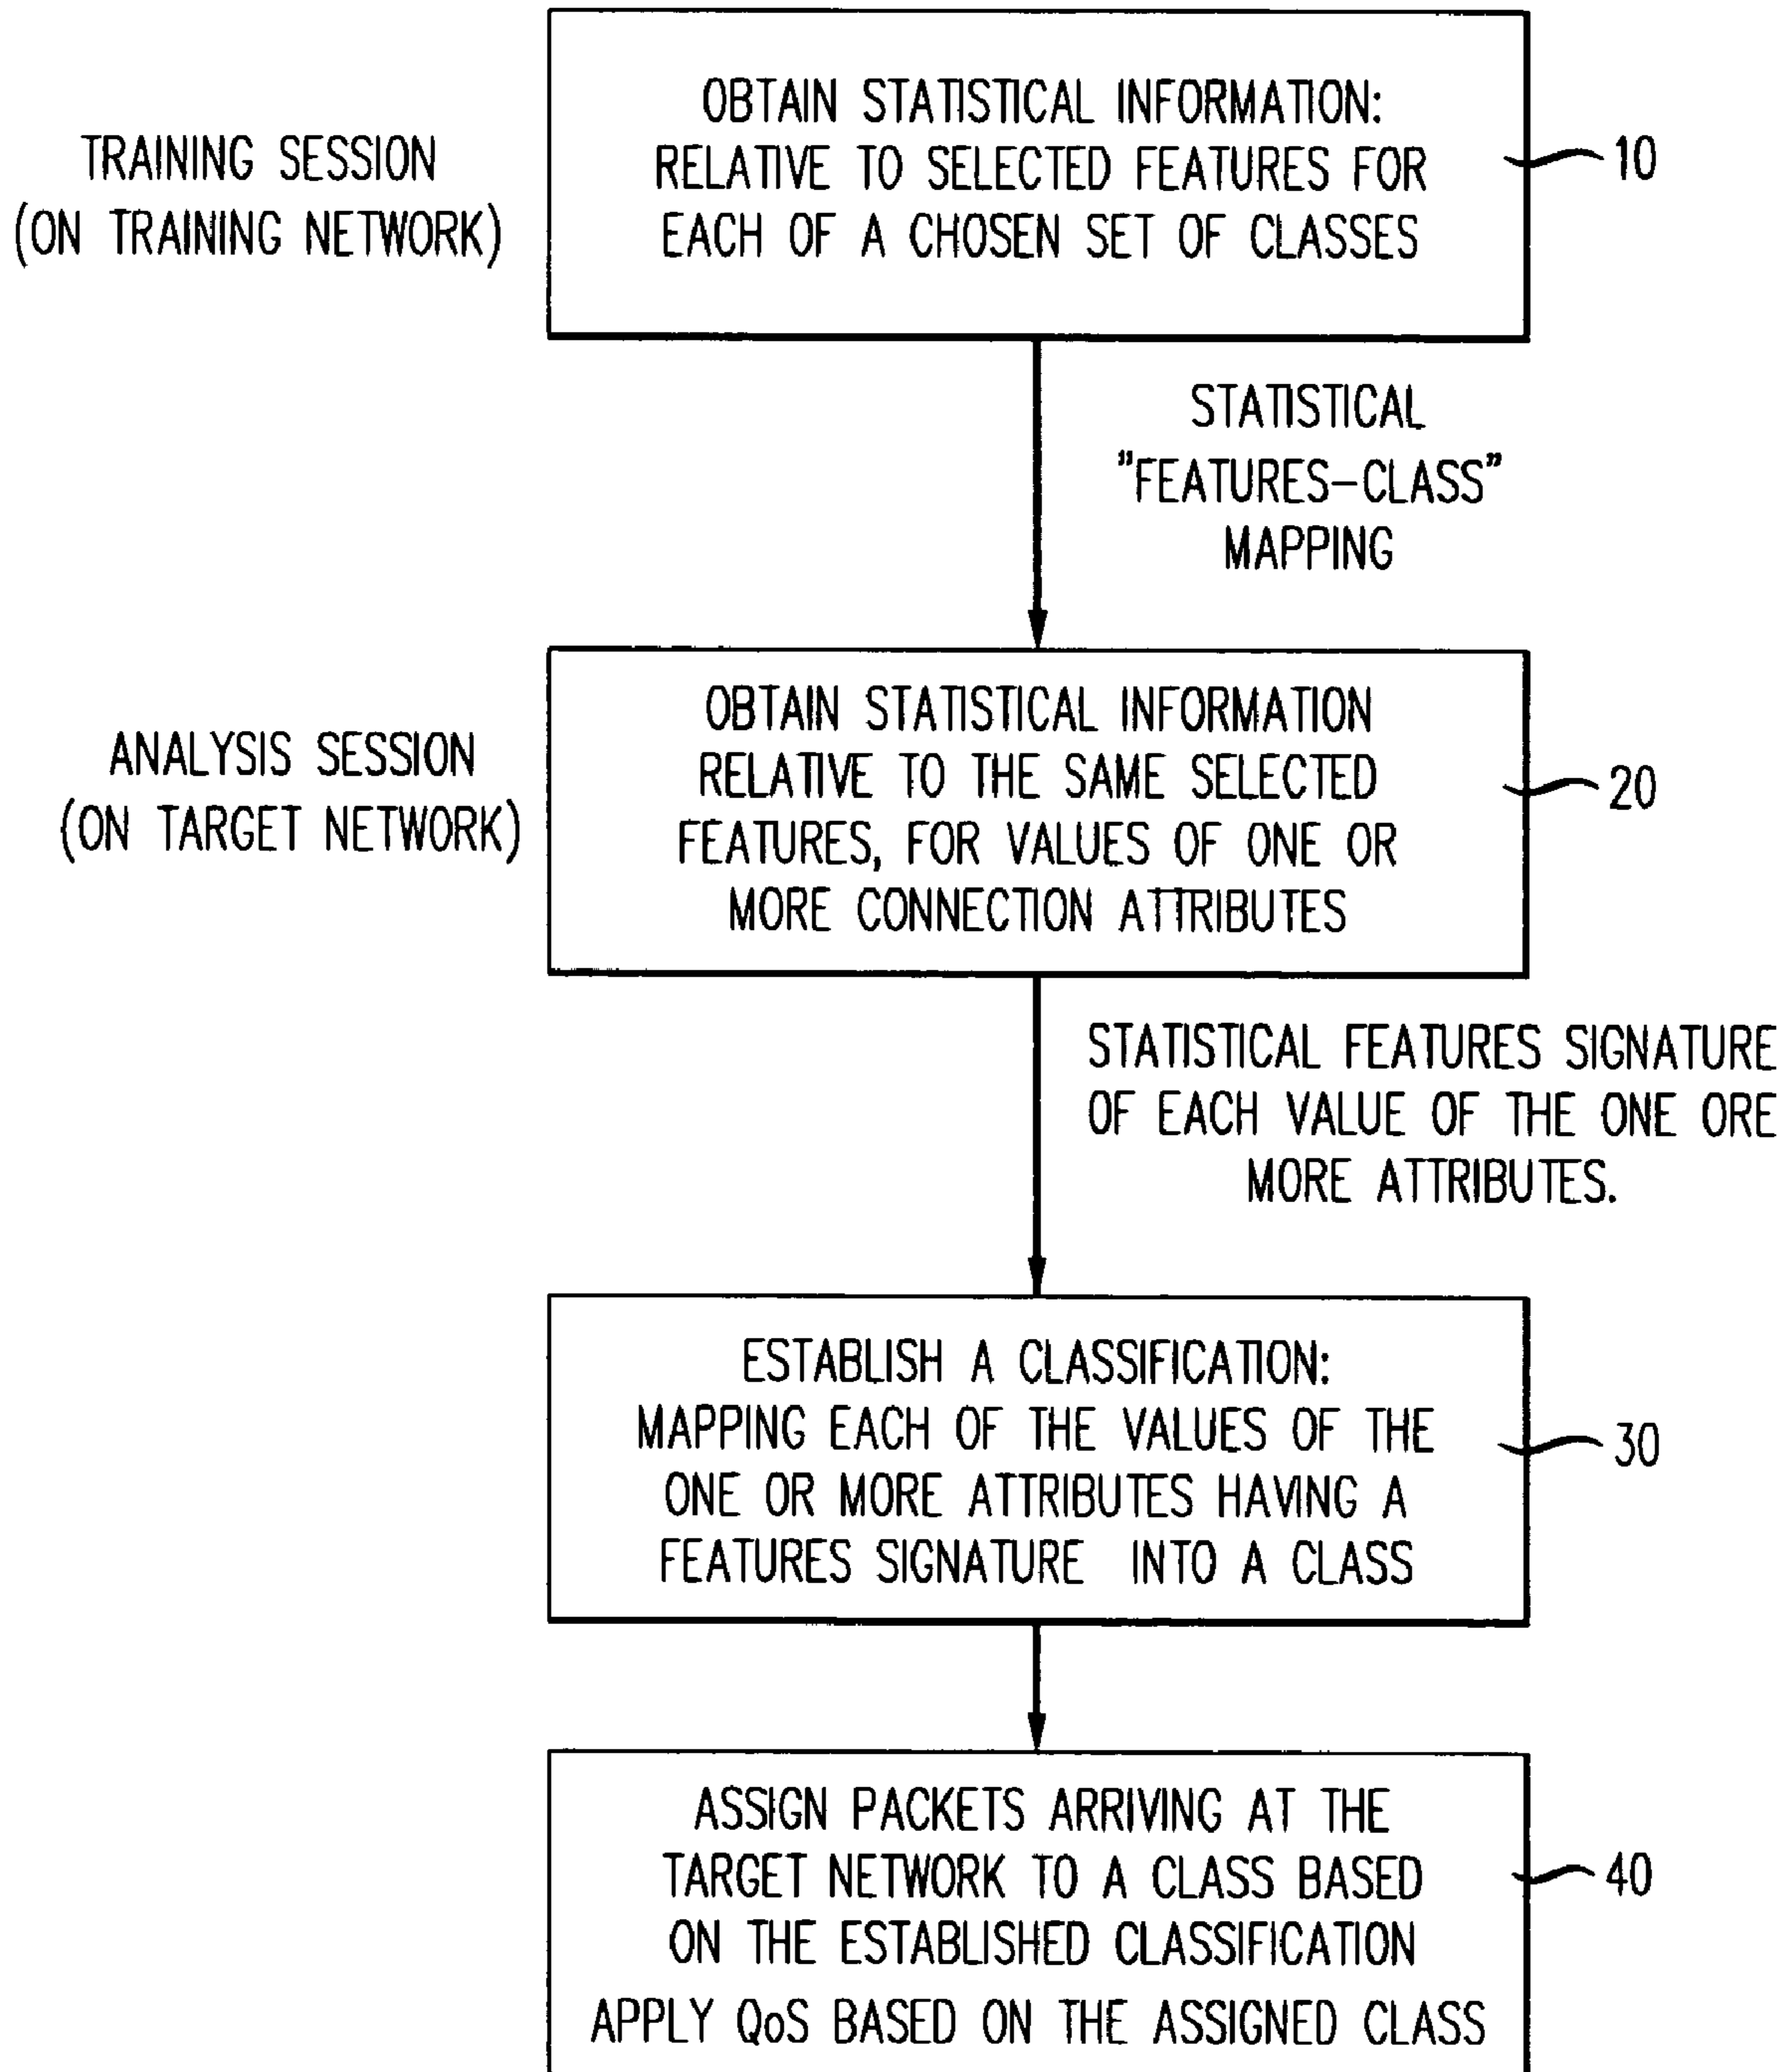 TRAINING SESSION
(ON TRAINING NETWORK)
OBTAIN STATISTICAL INFORMATION:
RELATIVE TO SELECTED FEATURES FOR
EACH OF A CHOSEN SET OF CLASSES
10
STATISTICAL
"FEATURES-CLASS"
MAPPING
ANALYSIS SESSION
(ON TARGET NETWORK)
OBTAIN STATISTICAL INFORMATION
RELATIVE TO THE SAME SELECTED
FEATURES, FOR VALUES OF ONE OR
MORE CONNECTION ATTRIBUTES
20
STATISTICAL FEATURES SIGNATURE
OF EACH VALUE OF THE ONE ORE
MORE ATTRIBUTES.
ESTABLISH A CLASSIFICATION:
MAPPING EACH OF THE VALUES OF THE
ONE OR MORE ATTRIBUTES HAVING A
FEATURES SIGNATURE INTO A CLASS
30
ASSIGN PACKETS ARRIVING AT THE
TARGET NETWORK TO A CLASS BASED
ON THE ESTABLISHED CLASSIFICATION
APPLY QoS BASED ON THE ASSIGNED CLASS
40